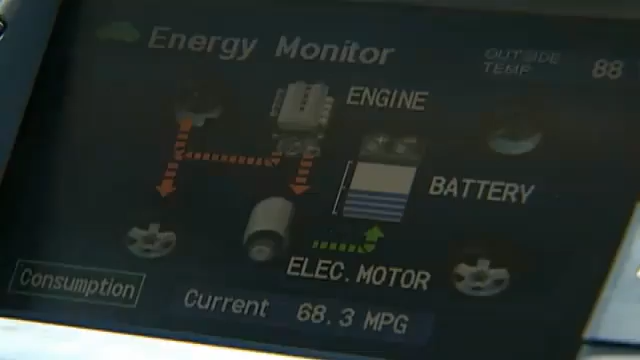 Energy Monitor
OUTSIDE
TEMP
88
ENGINE
BATTERY
ELEC.MOTOR
Consumption
Current 68.3 MPG